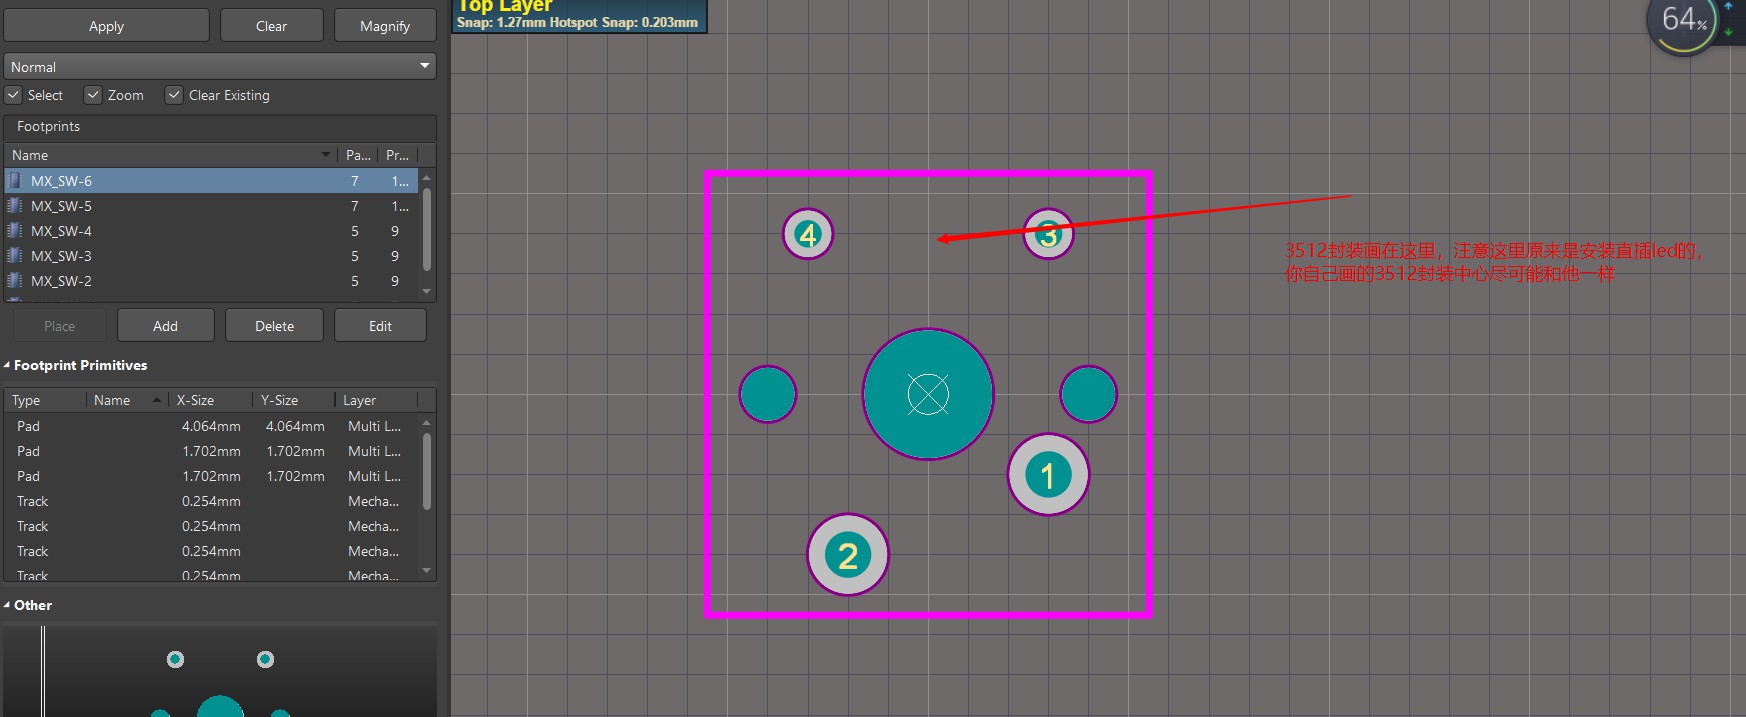 Top Layer
Snap: 1.27mm Hotspot Snap: 0.203mm
64%
Apply
Clear
Magnify
Normal
Select
Zoom
Clear Existing
Footprints
Name Pa... Pr...
MX_SW-6 7 1...
MX_SW-5 7 1...
MX_SW-4 5 9
MX_SW-3 5 9
MX_SW-2 5 5
Place
Add
Delete
Edit
Footprint Primitives
Type Name X-Size Y-Size Layer
Pad 4.064mm 4.064mm Multi L...
Pad 1.702mm 1.702mm Multi L...
Pad 1.702mm 1.702mm Multi L...
Track 0.254mm Mecha...
Track 0.254mm Mecha...
Track 0.254mm Mecha...
Track 0.254mm Mecha...
Other
4
3
1
2
3512封装画在这里，注意这里原来是安装直插led的，
你自己画的3512封装中心尽可能和他一样